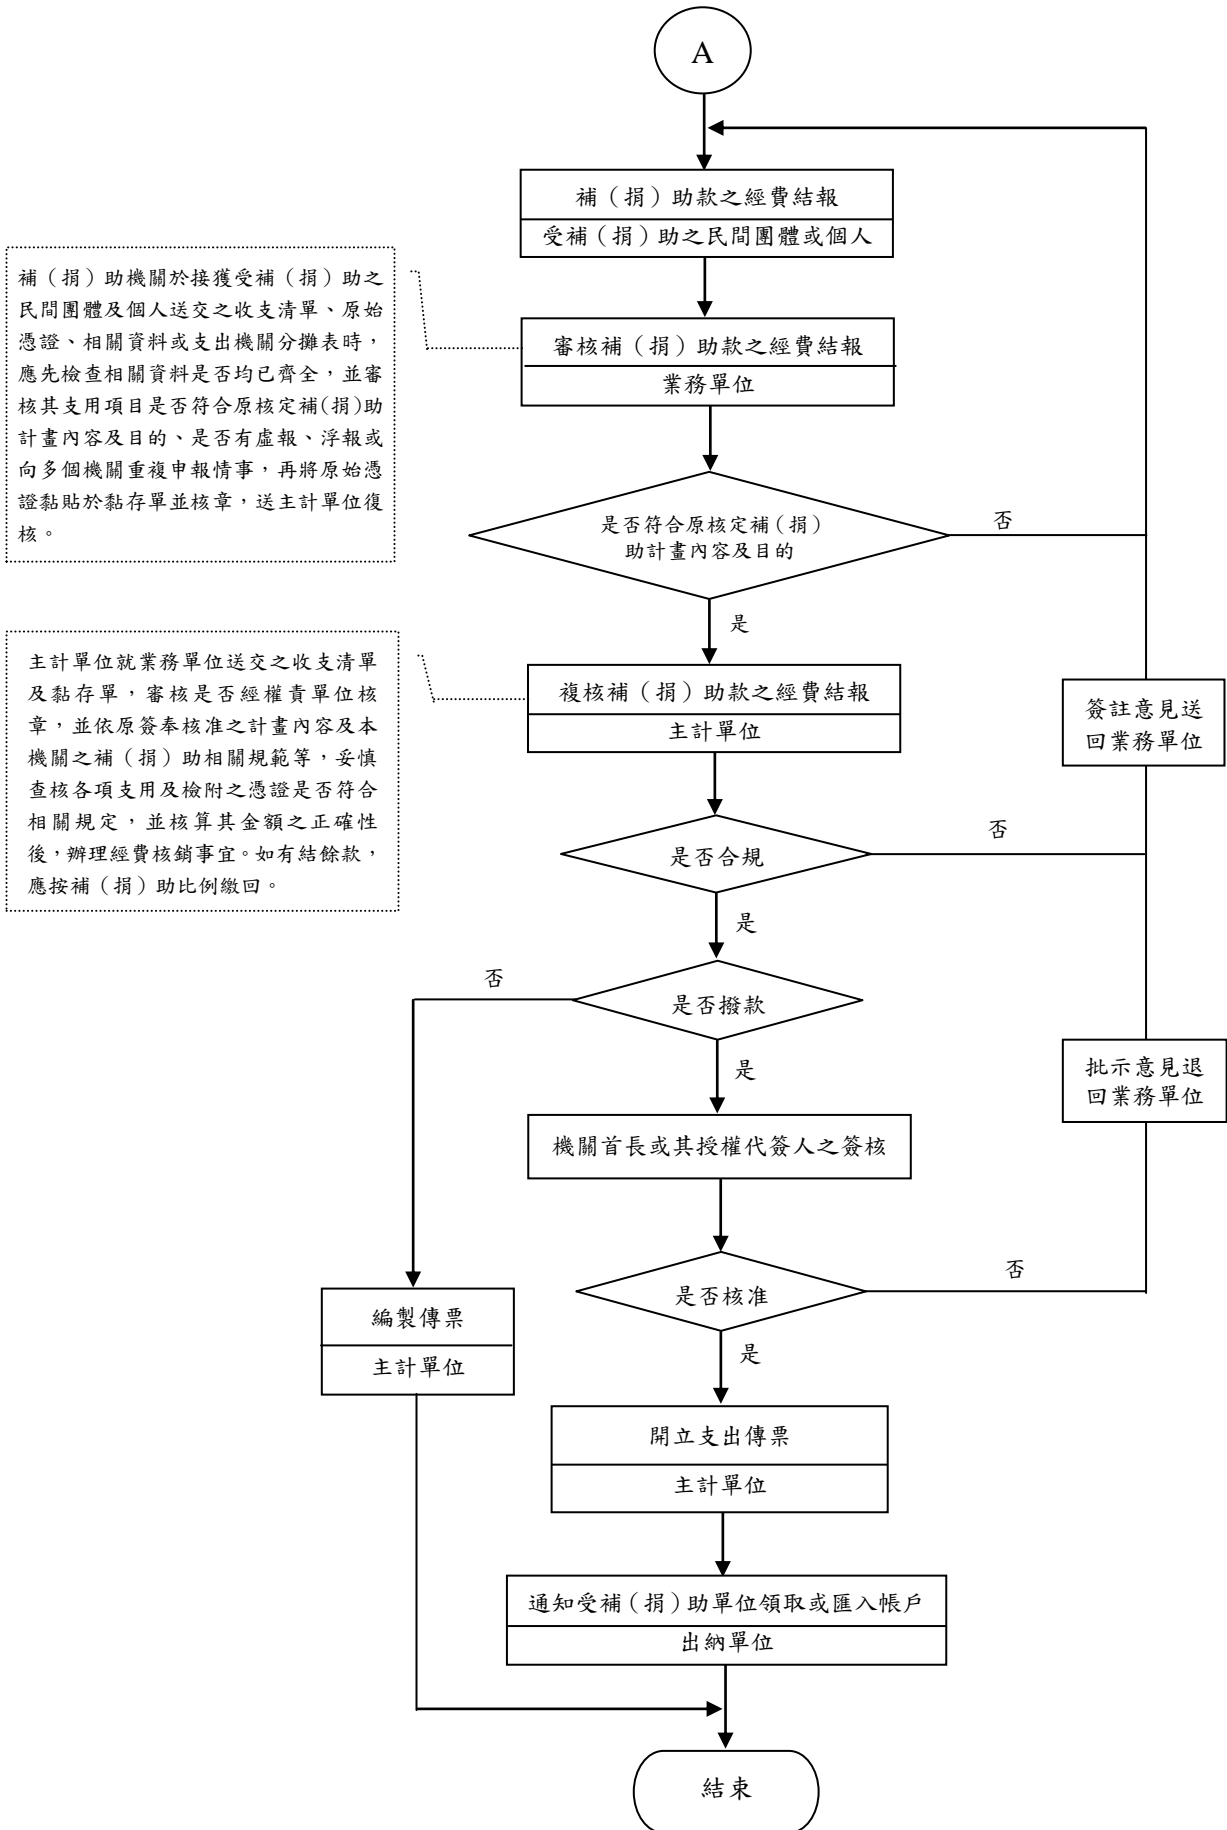 A
補（捐）助款之經費結報
受補（捐）助之民間團體或個人
補（捐）助機關於接獲受補（捐）助之
民間團體及個人送交之收支清單、原始
憑證、相關資料或支出機關分攤表時，
應先檢查相關資料是否均已齊全，並審
核其支用項目是否符合原核定補(捐)助
計畫內容及目的、是否有虛報、浮報或
向多個機關重複申報情事，再將原始憑
證黏貼於黏存單並核章，送主計單位復
核。
審核補（捐）助款之經費結報
業務單位
是否符合原核定補（捐）
助計畫內容及目的
否
是
主計單位就業務單位送交之收支清單
及黏存單，審核是否經權責單位核
章，並依原簽奉核准之計畫內容及本
機關之補（捐）助相關規範等，妥慎
查核各項支用及檢附之憑證是否符合
相關規定，並核算其金額之正確性
後，辦理經費核銷事宜。如有結餘款，
應按補（捐）助比例繳回。
複核補（捐）助款之經費結報
主計單位
簽註意見送
回業務單位
是否合規
否
是
是否撥款
否
是
批示意見退
回業務單位
機關首長或其授權代簽人之簽核
是否核准
否
是
編製傳票
主計單位
開立支出傳票
主計單位
通知受補（捐）助單位領取或匯入帳戶
出納單位
結束